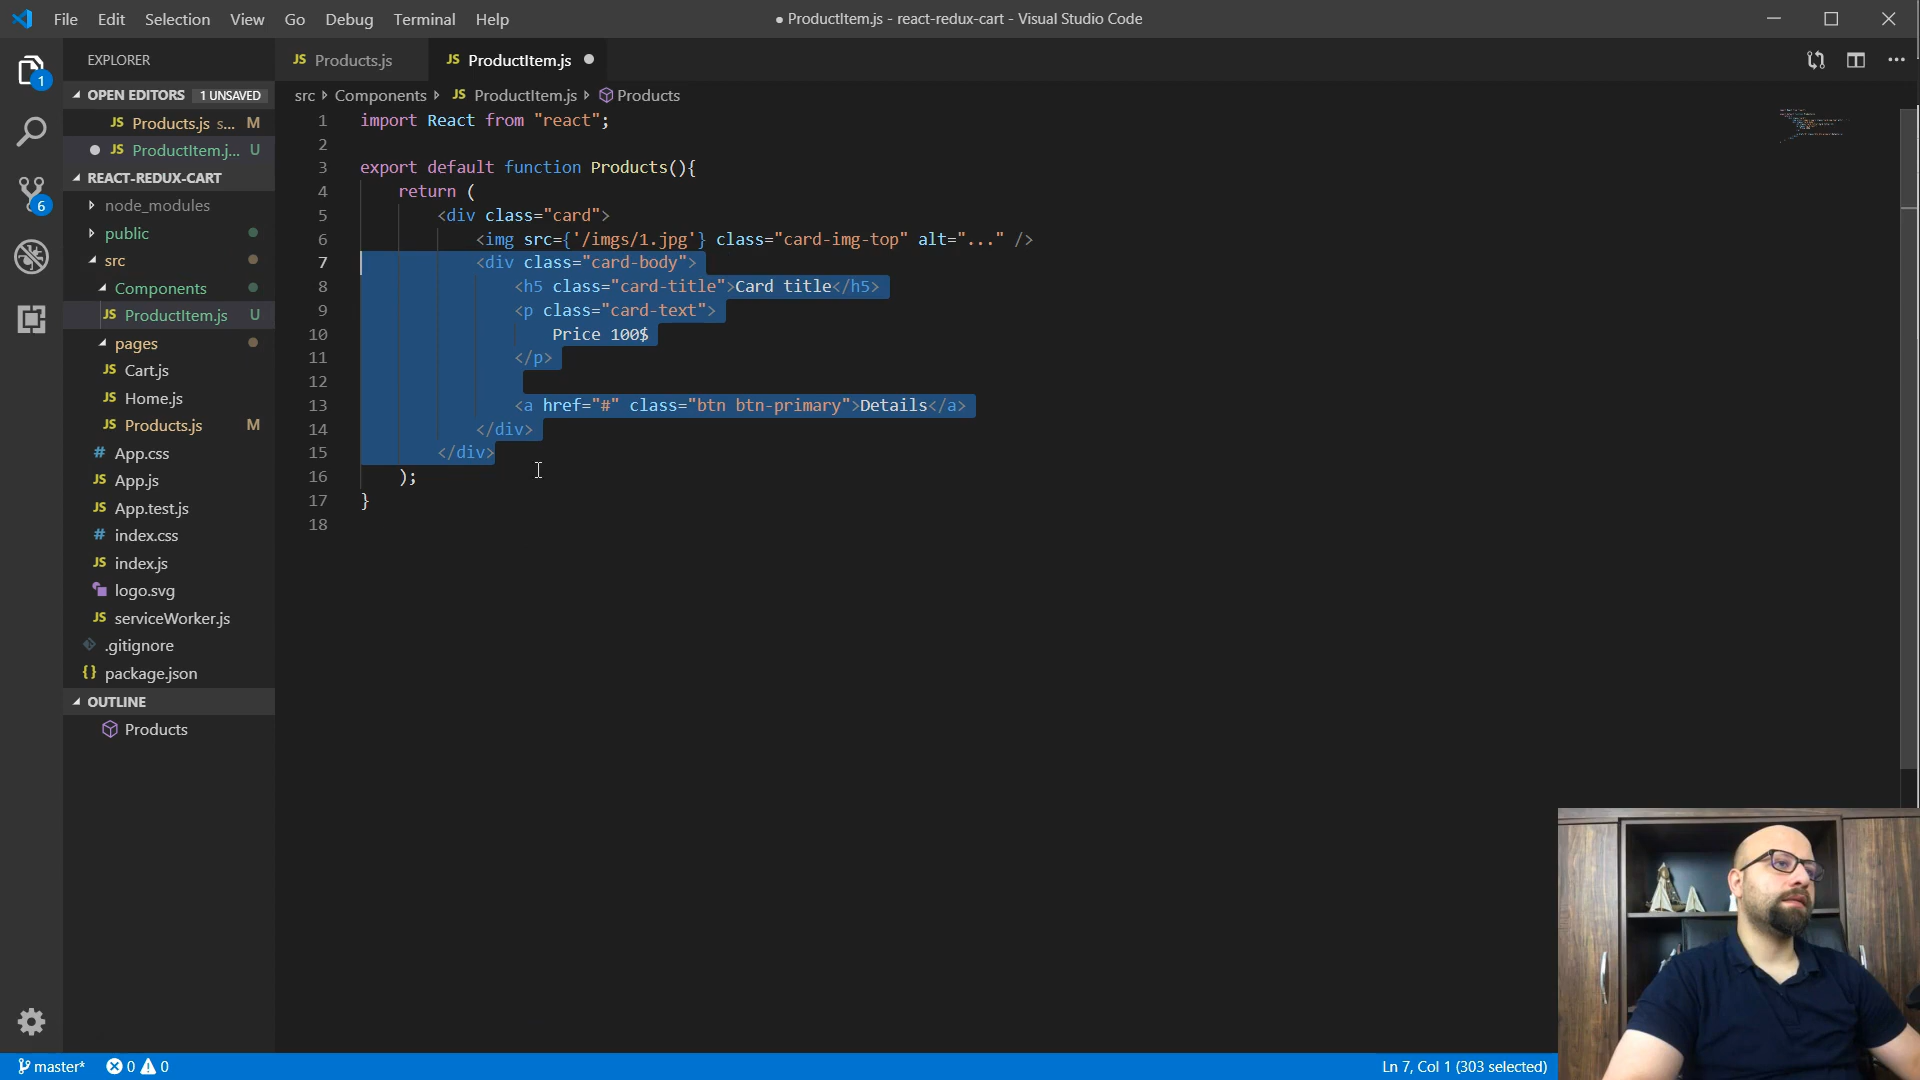 File Edit Selection View Go Debug Terminal Help
● ProductItem.js - react-redux-cart - Visual Studio Code
EXPLORER
OPEN EDITORS 1 UNSAVED
JS Products.js s... M
JS ProductItem.j... U
REACT-REDUX-CART
node_modules
public
src
Components
JS ProductItem.js U
pages
JS Cart.js
JS Home.js
JS Products.js M
# App.css
JS App.js
JS App.test.js
# index.css
JS index.js
logo.svg
JS serviceWorker.js
.gitignore
{} package.json
OUTLINE
Products
1
6
JS Products.js
JS ProductItem.js
src Components JS ProductItem.js Products
1 import React from "react";
2
3 export default function Products(){
4 return (
5 <div class="card">
6 <img src={'/imgs/1.jpg'} class="card-img-top" alt="..." />
7 <div class="card-body">
8 <h5 class="card-title">Card title</h5>
9 <p class="card-text">
10 Price 100$
11 </p>
12
13 <a href="#" class="btn btn-primary">Details</a>
14 </div>
15 </div>
16 );
17 }
18
master* 0 0
Ln 7, Col 1 (303 selected)